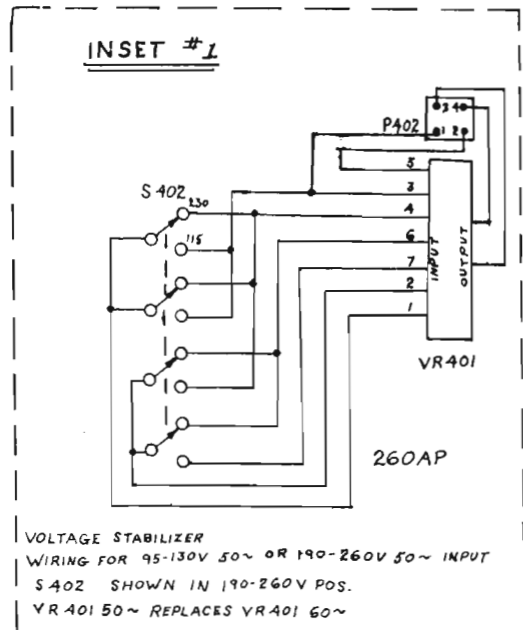 INSET #1
3 4
P402
1 2
5
3
S402
230
4
115
6
7
2
1
INPUT
OUTPUT
VR401
260AP
VOLTAGE STABILIZER
WIRING FOR 95-130V 50~ OR 190-260V 50~ INPUT
S402 SHOWN IN 190-260V POS.
VR401 50~ REPLACES VR401 60~